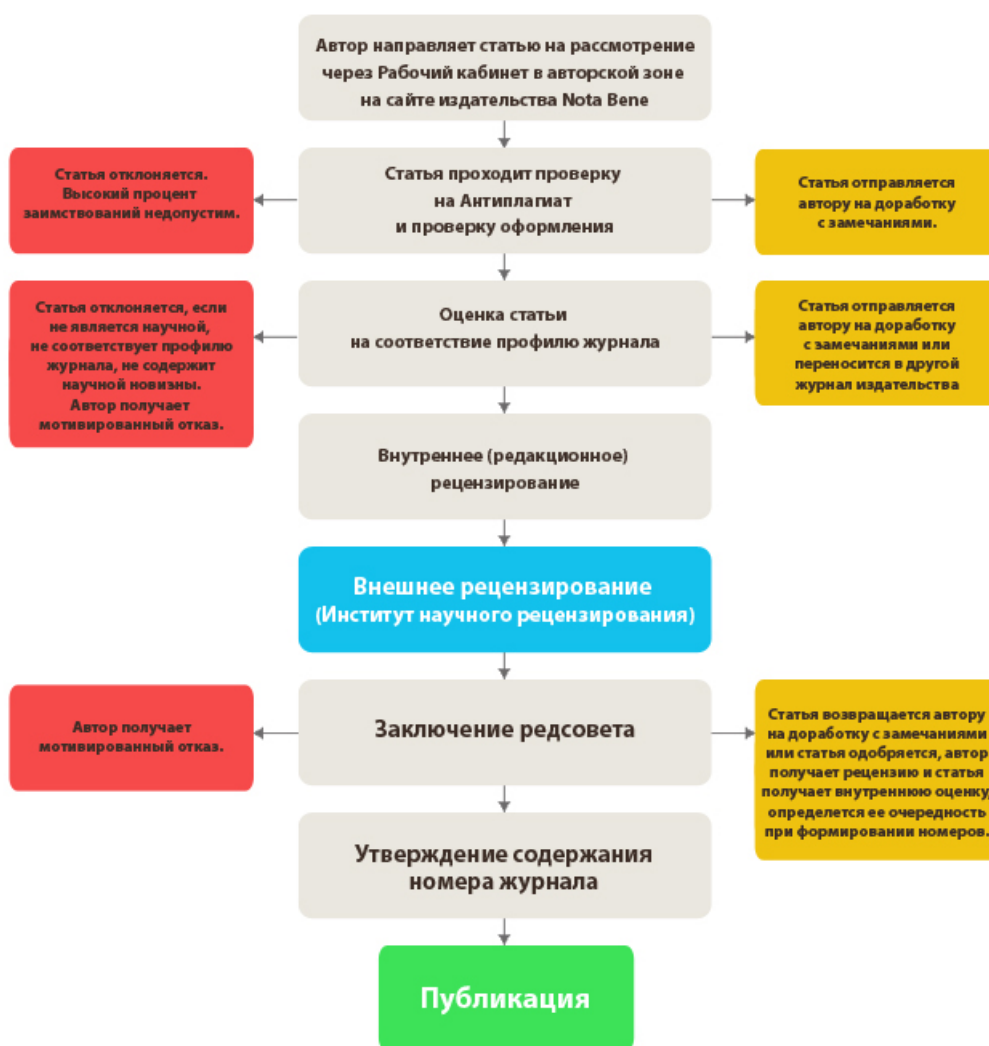 Автор направляет статью на рассмотрение
через Рабочий кабинет в авторской зоне
на сайте издательства Nota Bene
Статья отклоняется.
Высокий процент
заимствований недопустим.
Статья проходит проверку
на Антиплагиат
и проверку оформления
Статья отправляется
автору на доработку
с замечаниями.
Статья отклоняется, если
не является научной,
не соответствует профилю
журнала, не содержит
научной новизны.
Автор получает
мотивированный отказ.
Оценка статьи
на соответствие профилю журнала
Статья отправляется
автору на доработку
с замечаниями или
переносится в другой
журнал издательства
Внутреннее (редакционное)
рецензирование
Внешнее рецензирование
(Институт научного рецензирования)
Автор получает
мотивированный отказ.
Заключение редсовета
Статья возвращается автору
на доработку с замечаниями
или статья одобряется, автор
получает рецензию и статья
получает внутреннюю оценку,
определется ее очередность
при формировании номеров.
Утверждение содержания
номера журнала
Публикация